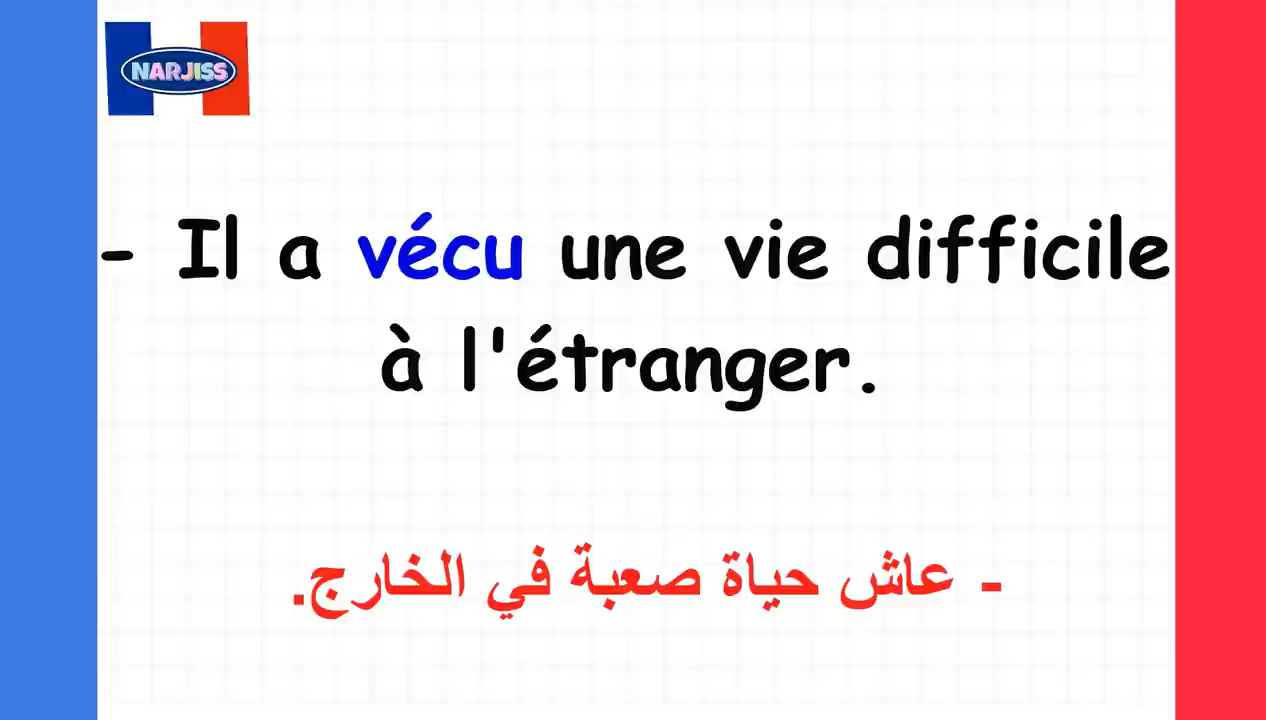 NARJISS
- Il a vécu une vie difficile
à l'étranger.
- عاش حياة صعبة في الخارج.